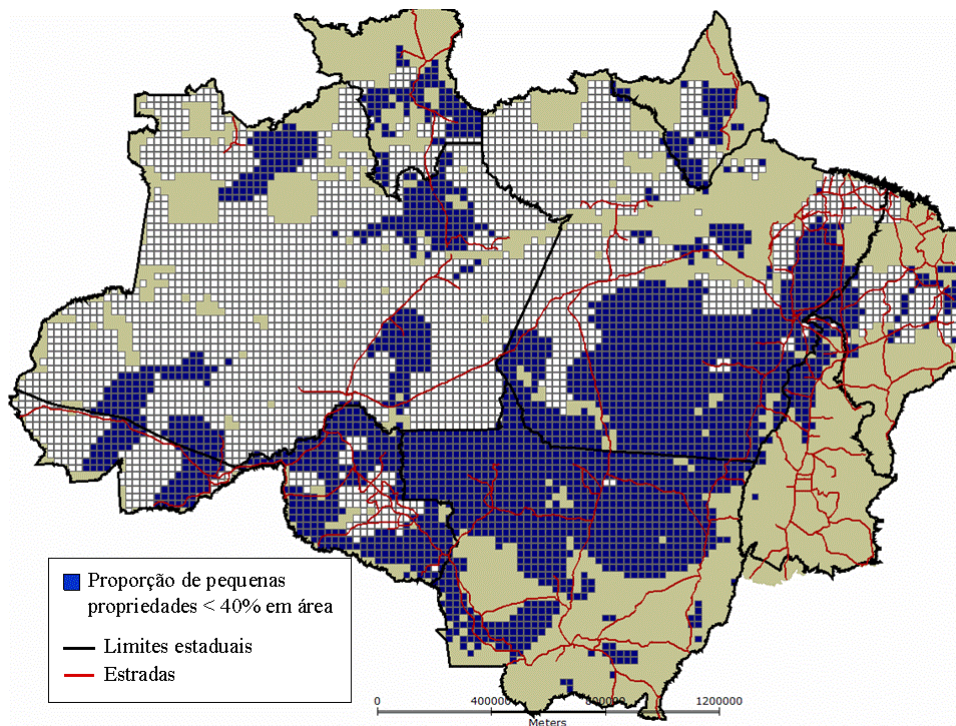 Proporção de pequenas
propriedades < 40% em área
Limites estaduais
Estradas
0 400000 800000 1200000
Meters